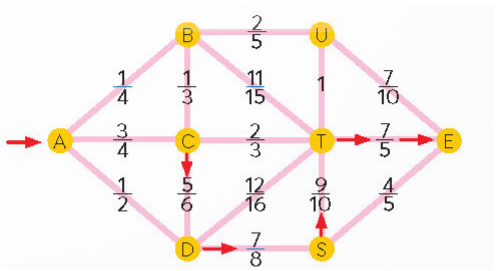 B 2/5 U
1/4 1/3 11/15 1 7/10
A 3/4 C 2/3 T 7/5 E
1/2 5/6 12/16 9/10 4/5
D 7/8 S